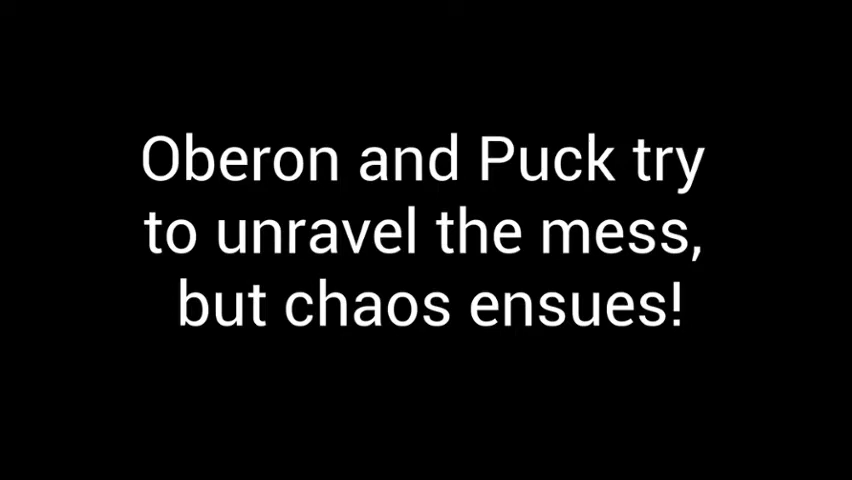 Oberon and Puck try
to unravel the mess,
but chaos ensues!